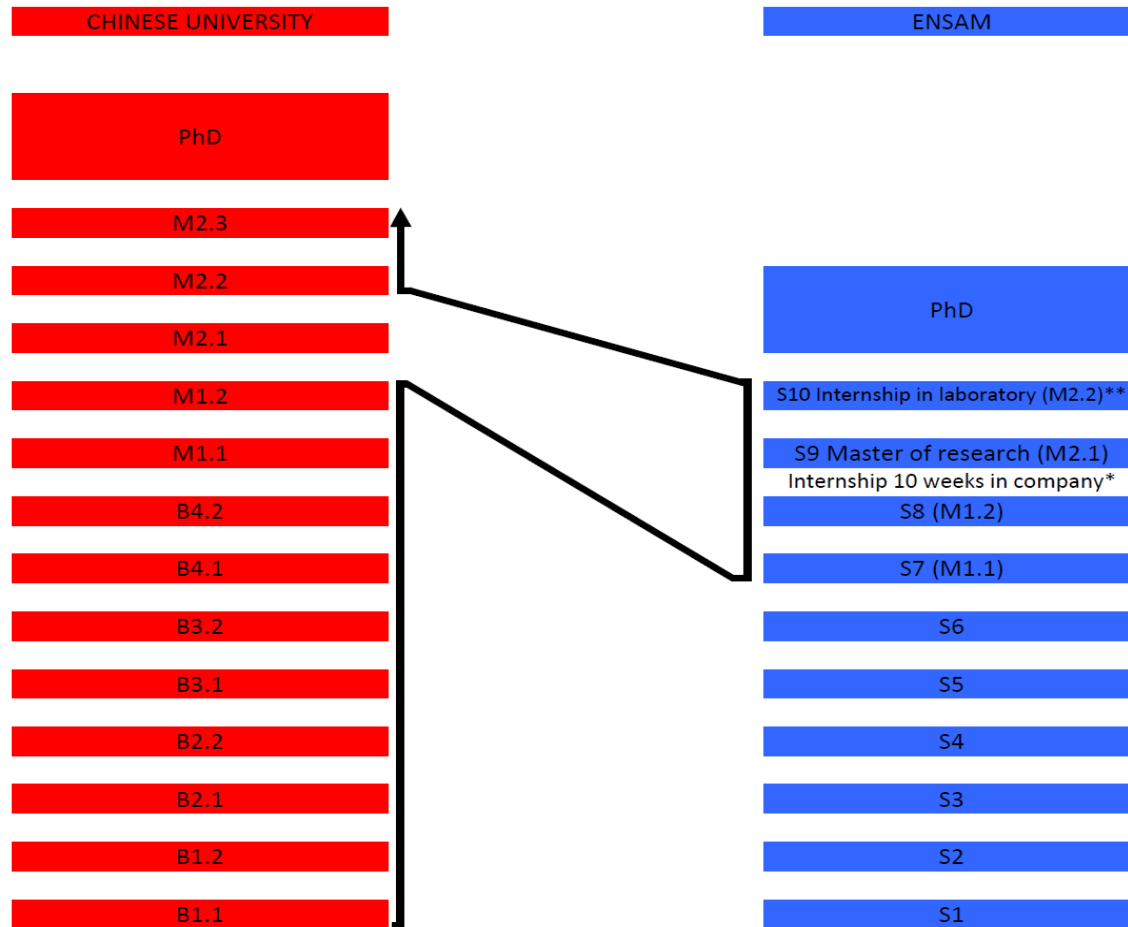 CHINESE UNIVERSITY
ENSAM
PhD
M2.3
M2.2
PhD
M2.1
M1.2
S10 Internship in laboratory (M2.2)**
M1.1
S9 Master of research (M2.1)
Internship 10 weeks in company*
B4.2
S8 (M1.2)
B4.1
S7 (M1.1)
B3.2
S6
B3.1
S5
B2.2
S4
B2.1
S3
B1.2
S2
B1.1
S1